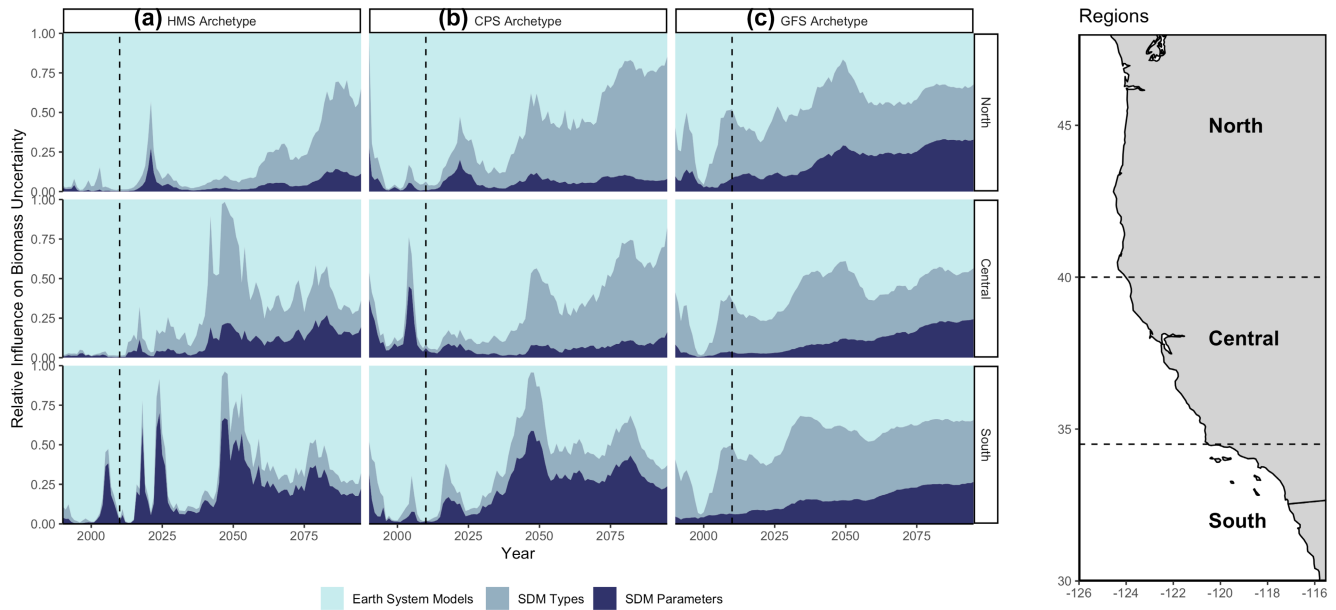 (a) HMS Archetype
(b) CPS Archetype
(c) GFS Archetype
Regions
Relative Influence on Biomass Uncertainty
1.00
0.75
0.50
0.25
0.00
North
1.00
0.75
0.50
0.25
0.00
Central
1.00
0.75
0.50
0.25
0.00
South
2000 2025 2050 2075
2000 2025 2050 2075
2000 2025 2050 2075
Year
Earth System Models SDM Types SDM Parameters
45
40
35
30
North
Central
South
-126 -124 -122 -120 -118 -116